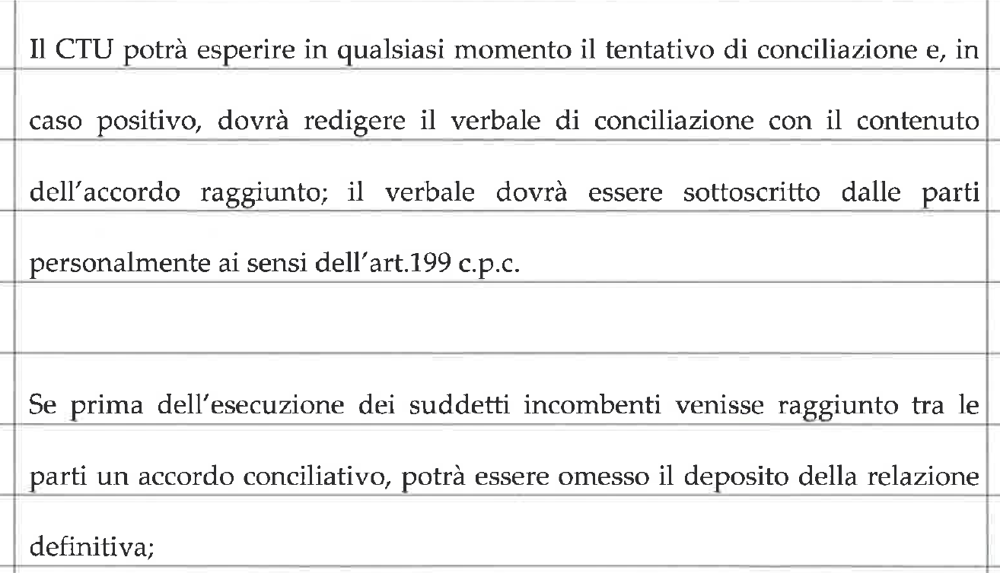 Il CTU potrà esperire in qualsiasi momento il tentativo di conciliazione e, in
caso positivo, dovrà redigere il verbale di conciliazione con il contenuto
dell'accordo raggiunto; il verbale dovrà essere sottoscritto dalle parti
personalmente ai sensi dell'art.199 c.p.c.
Se prima dell'esecuzione dei suddetti incombenti venisse raggiunto tra le
parti un accordo conciliativo, potrà essere omesso il deposito della relazione
definitiva;